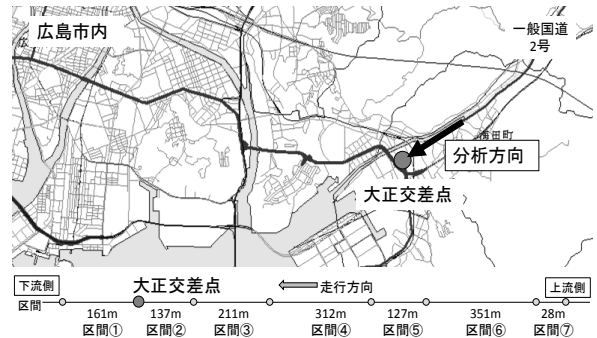 広島市内
一般国道
2号
海田町
分析方向
大正交差点
下流側
大正交差点
走行方向
上流側
区間
161m 137m 211m 312m 127m 351m 28m
区間① 区間② 区間③ 区間④ 区間⑤ 区間⑥ 区間⑦